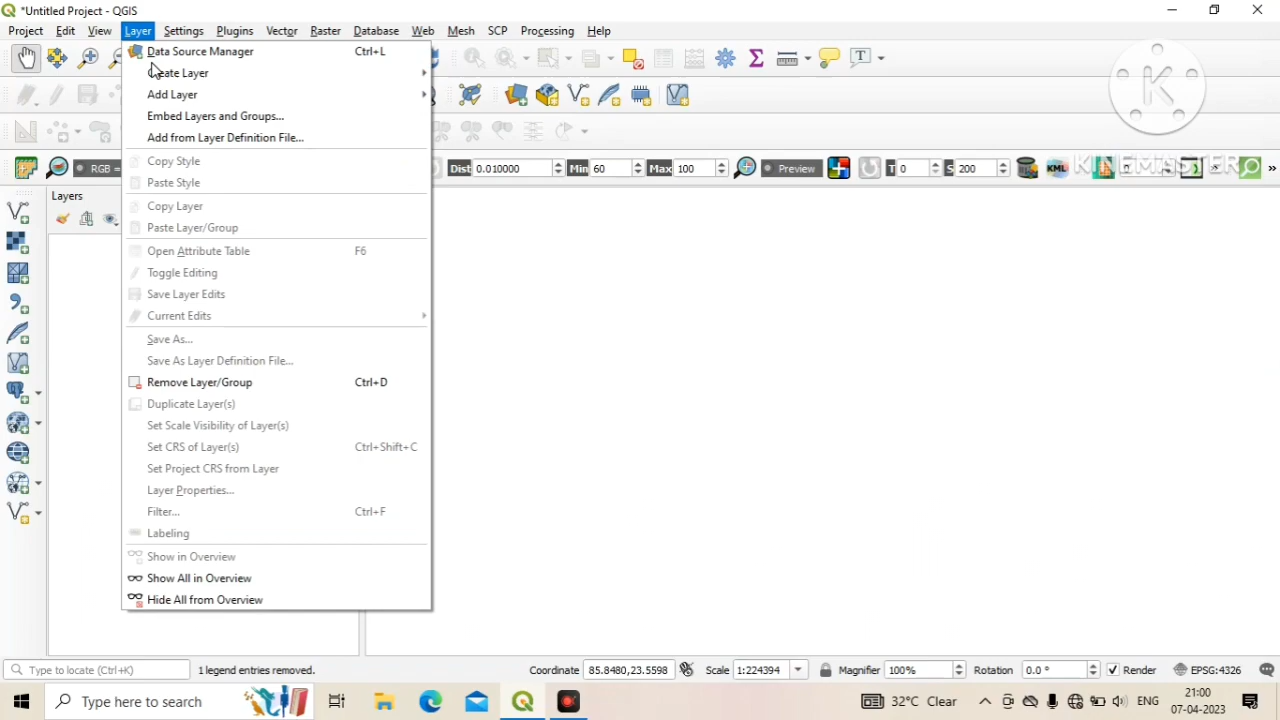 *Untitled Project - QGIS
Project Edit View Layer Settings Plugins Vector Raster Database Web Mesh SCP Processing Help
Data Source Manager Ctrl+L
Create Layer
Add Layer
Embed Layers and Groups...
Add from Layer Definition File...
Copy Style
Paste Style
Copy Layer
Paste Layer/Group
Open Attribute Table F6
Toggle Editing
Save Layer Edits
Current Edits
Save As...
Save As Layer Definition File...
Remove Layer/Group Ctrl+D
Duplicate Layer(s)
Set Scale Visibility of Layer(s)
Set CRS of Layer(s) Ctrl+Shift+C
Set Project CRS from Layer
Layer Properties...
Filter... Ctrl+F
Labeling
Show in Overview
Show All in Overview
Hide All from Overview
K
RGB = Dist 0.010000 Min 60 Max 100 Preview T 0 S 200 KML KINEMASTER
Layers
Type to locate (Ctrl+K) 1 legend entries removed. Coordinate 85.8480,23.5598 Scale 1:224394 Magnifier 100% Rotation 0.0 ° Render EPSG:4326
Type here to search 32°C Clear ENG 21:00
07-04-2023